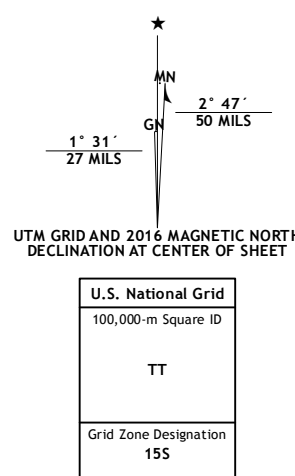 ★
MN
GN
2° 47´
50 MILS
1° 31´
27 MILS
UTM GRID AND 2016 MAGNETIC NORTH
DECLINATION AT CENTER OF SHEET
U.S. National Grid
100,000-m Square ID
TT
Grid Zone Designation
15S